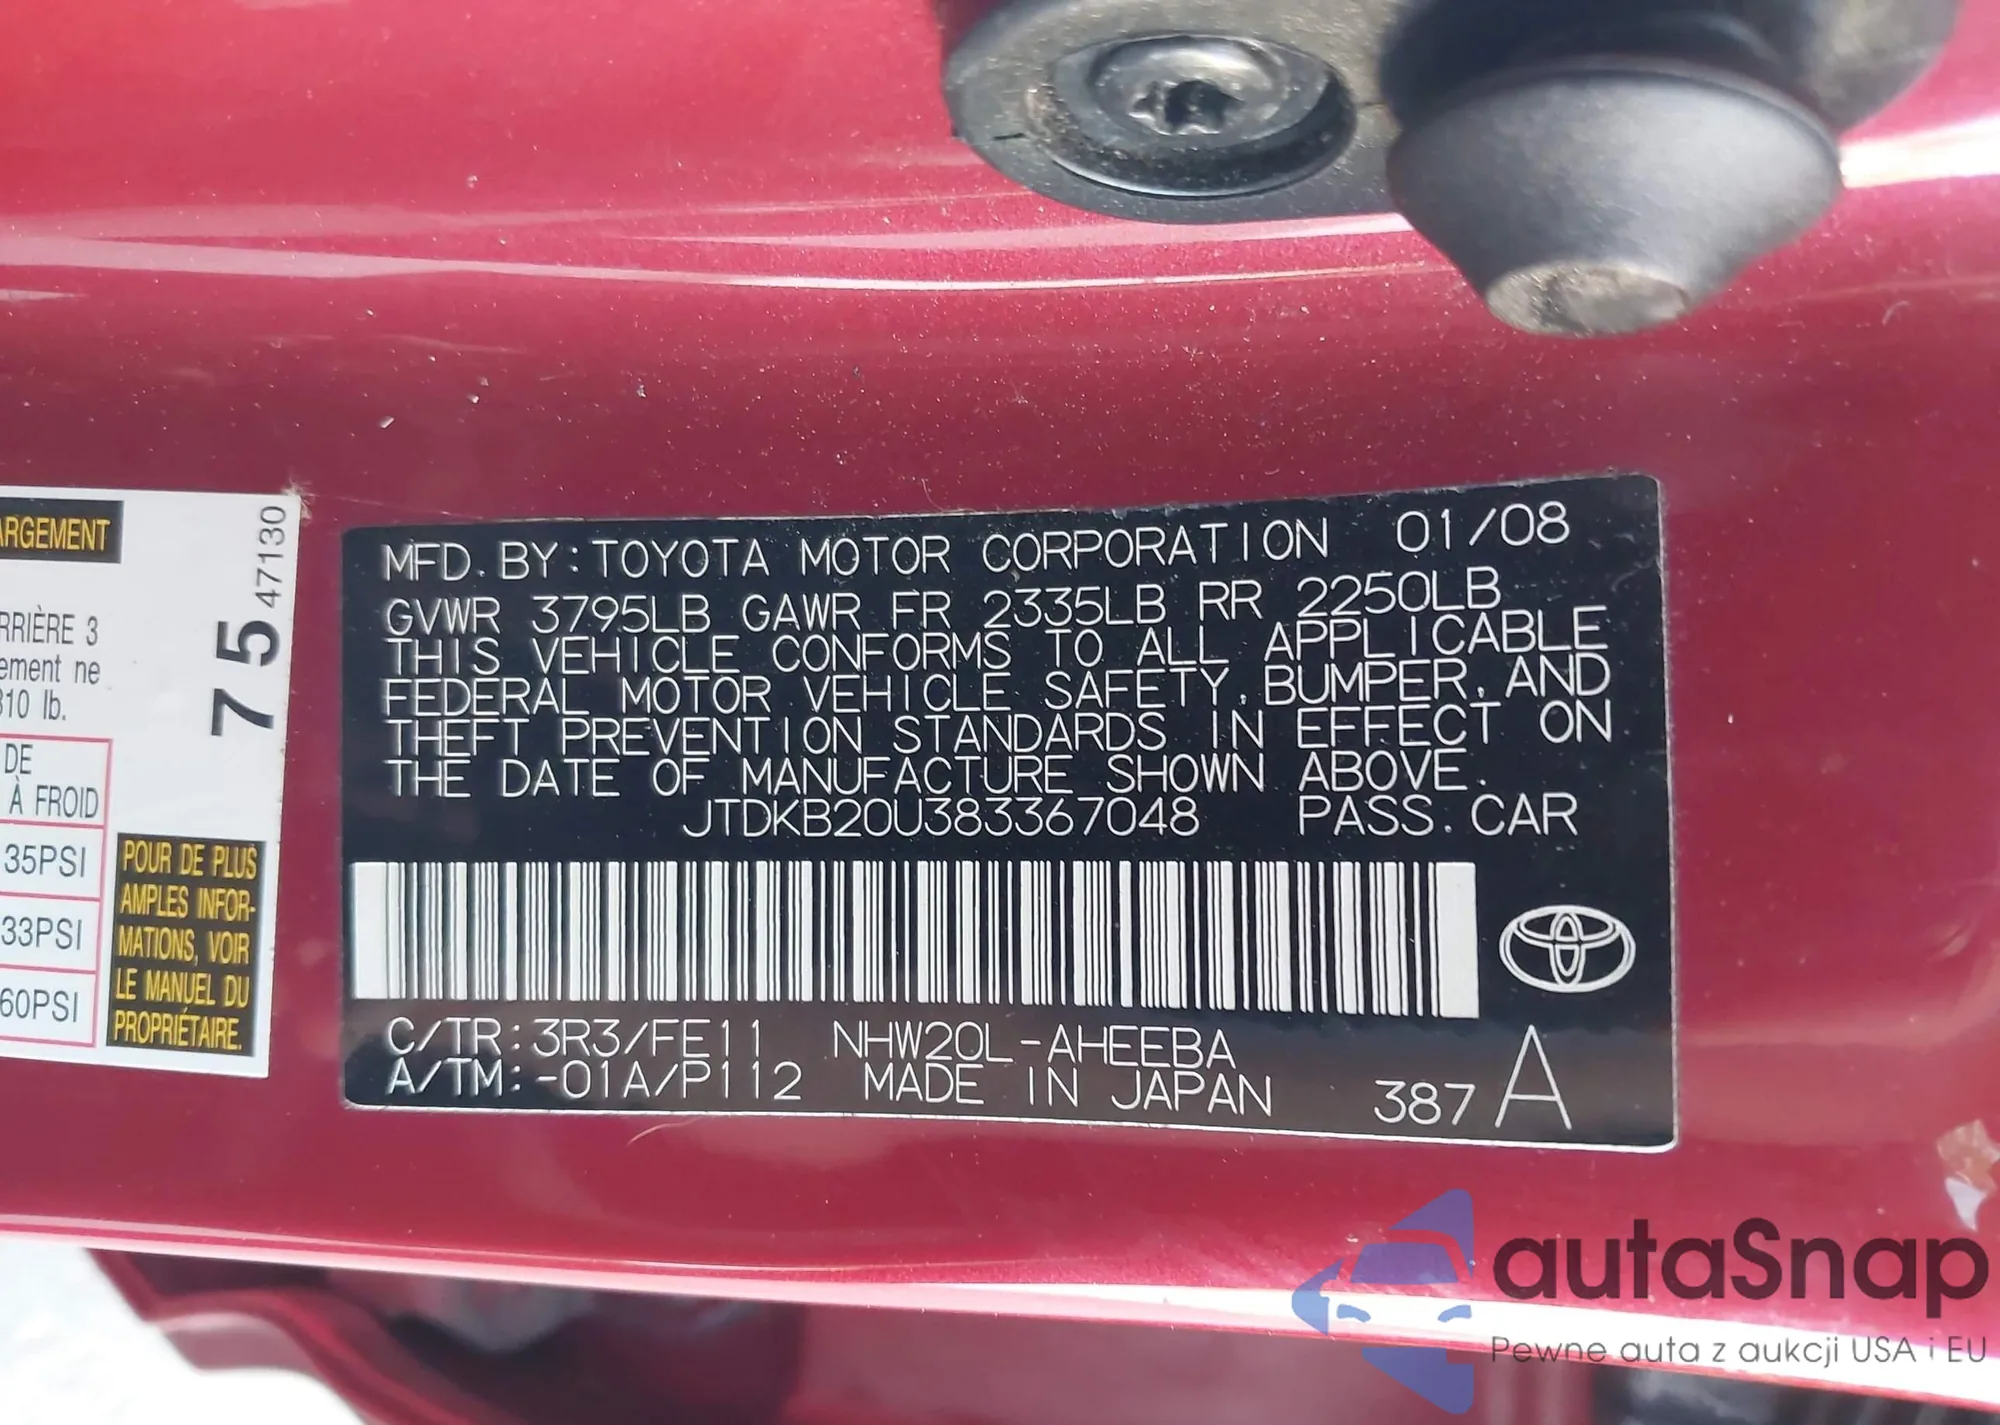 ARGEMENT
RRIÈRE 3
ement ne
310 lb.
DE
À FROID
35PSI
33PSI
60PSI
75
47130
POUR DE PLUS
AMPLES INFOR-
MATIONS, VOIR
LE MANUEL DU
PROPRIÉTAIRE.
MFD. BY: TOYOTA MOTOR CORPORATION 01/08
GVWR 3795LB GAWR FR 2335LB RR 2250LB
THIS VEHICLE CONFORMS TO ALL APPLICABLE
FEDERAL MOTOR VEHICLE SAFETY, BUMPER, AND
THEFT PREVENTION STANDARDS IN EFFECT ON
THE DATE OF MANUFACTURE SHOWN ABOVE.
JTDKB20U383367048 PASS. CAR
C/TR: 3R3/FE11 NHW20L-AHEEBA
A/TM: -01A/P112 MADE IN JAPAN 387 A
autaSnap
Pewne auta z aukcji USA i EU